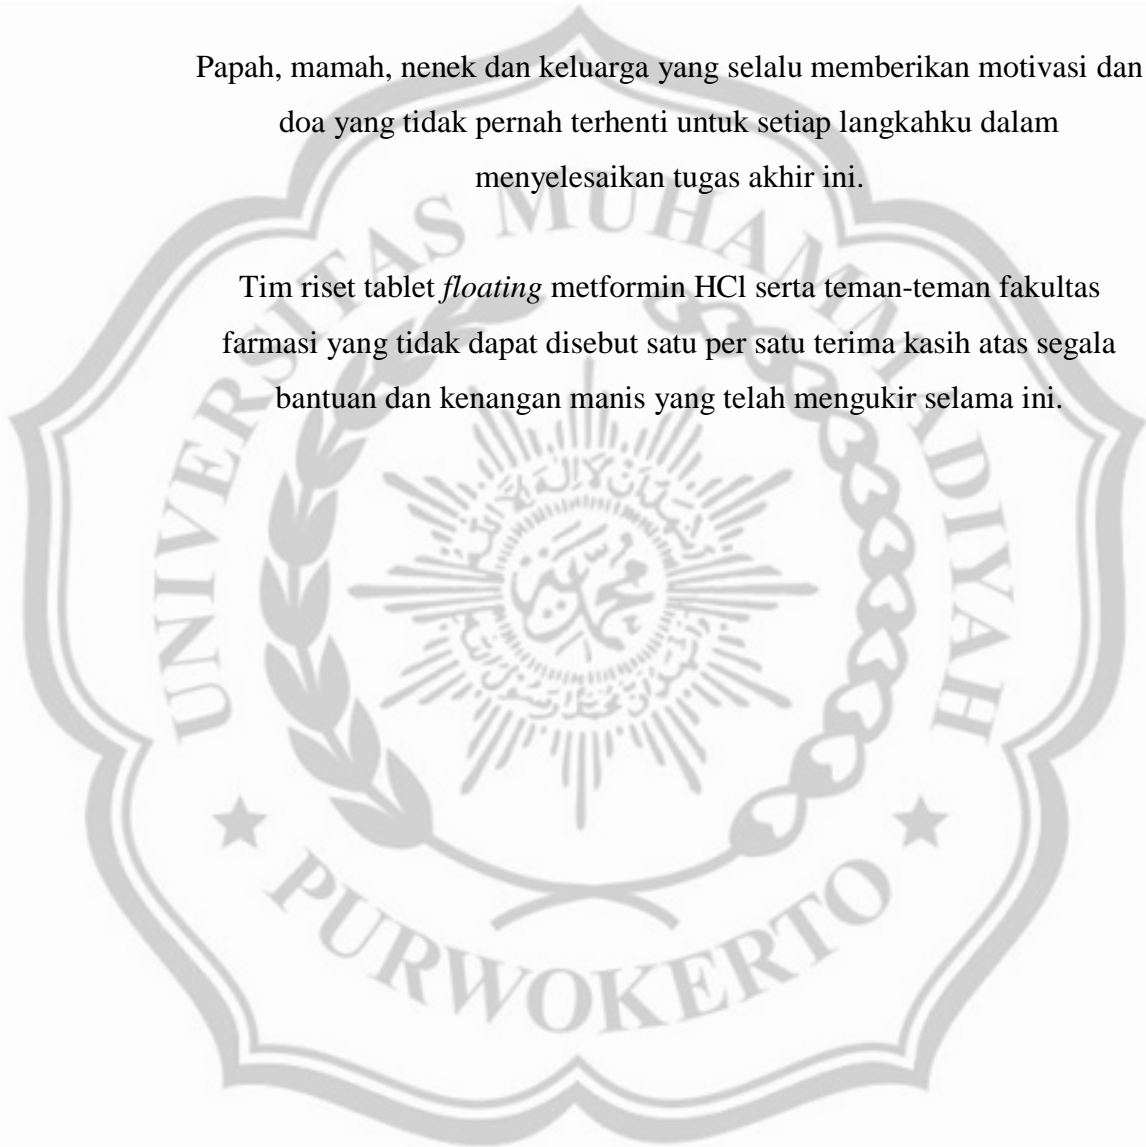 Papah, mamah, nenek dan keluarga yang selalu memberikan motivasi dan
doa yang tidak pernah terhenti untuk setiap langkahku dalam
menyelesaikan tugas akhir ini.
Tim riset tablet floating metformin HCl serta teman-teman fakultas
farmasi yang tidak dapat disebut satu per satu terima kasih atas segala
bantuan dan kenangan manis yang telah mengukir selama ini.
UNIVERSITAS MUHAMMADIYAH
PURWOKERTO
محمد